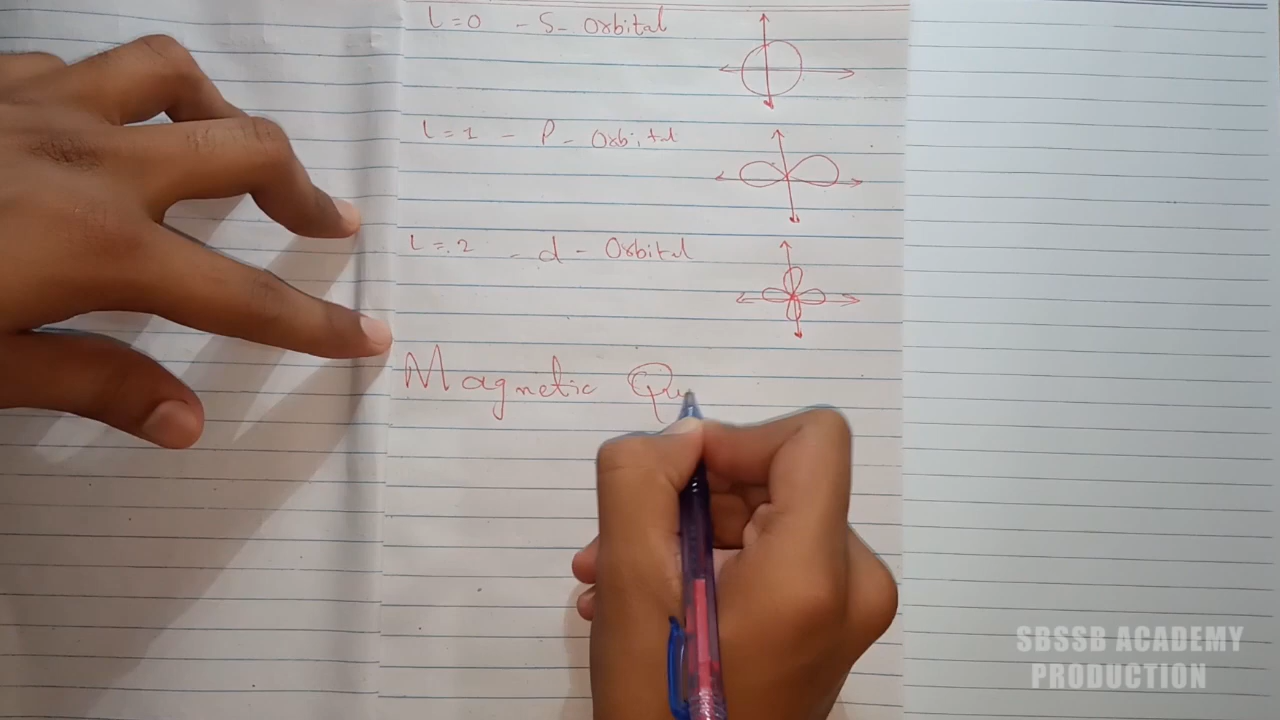 l=0 - S- Orbital
l=1 - P- Orbital
l=2 - d- Orbital
Magnetic Qu
SBSSB ACADEMY
PRODUCTION